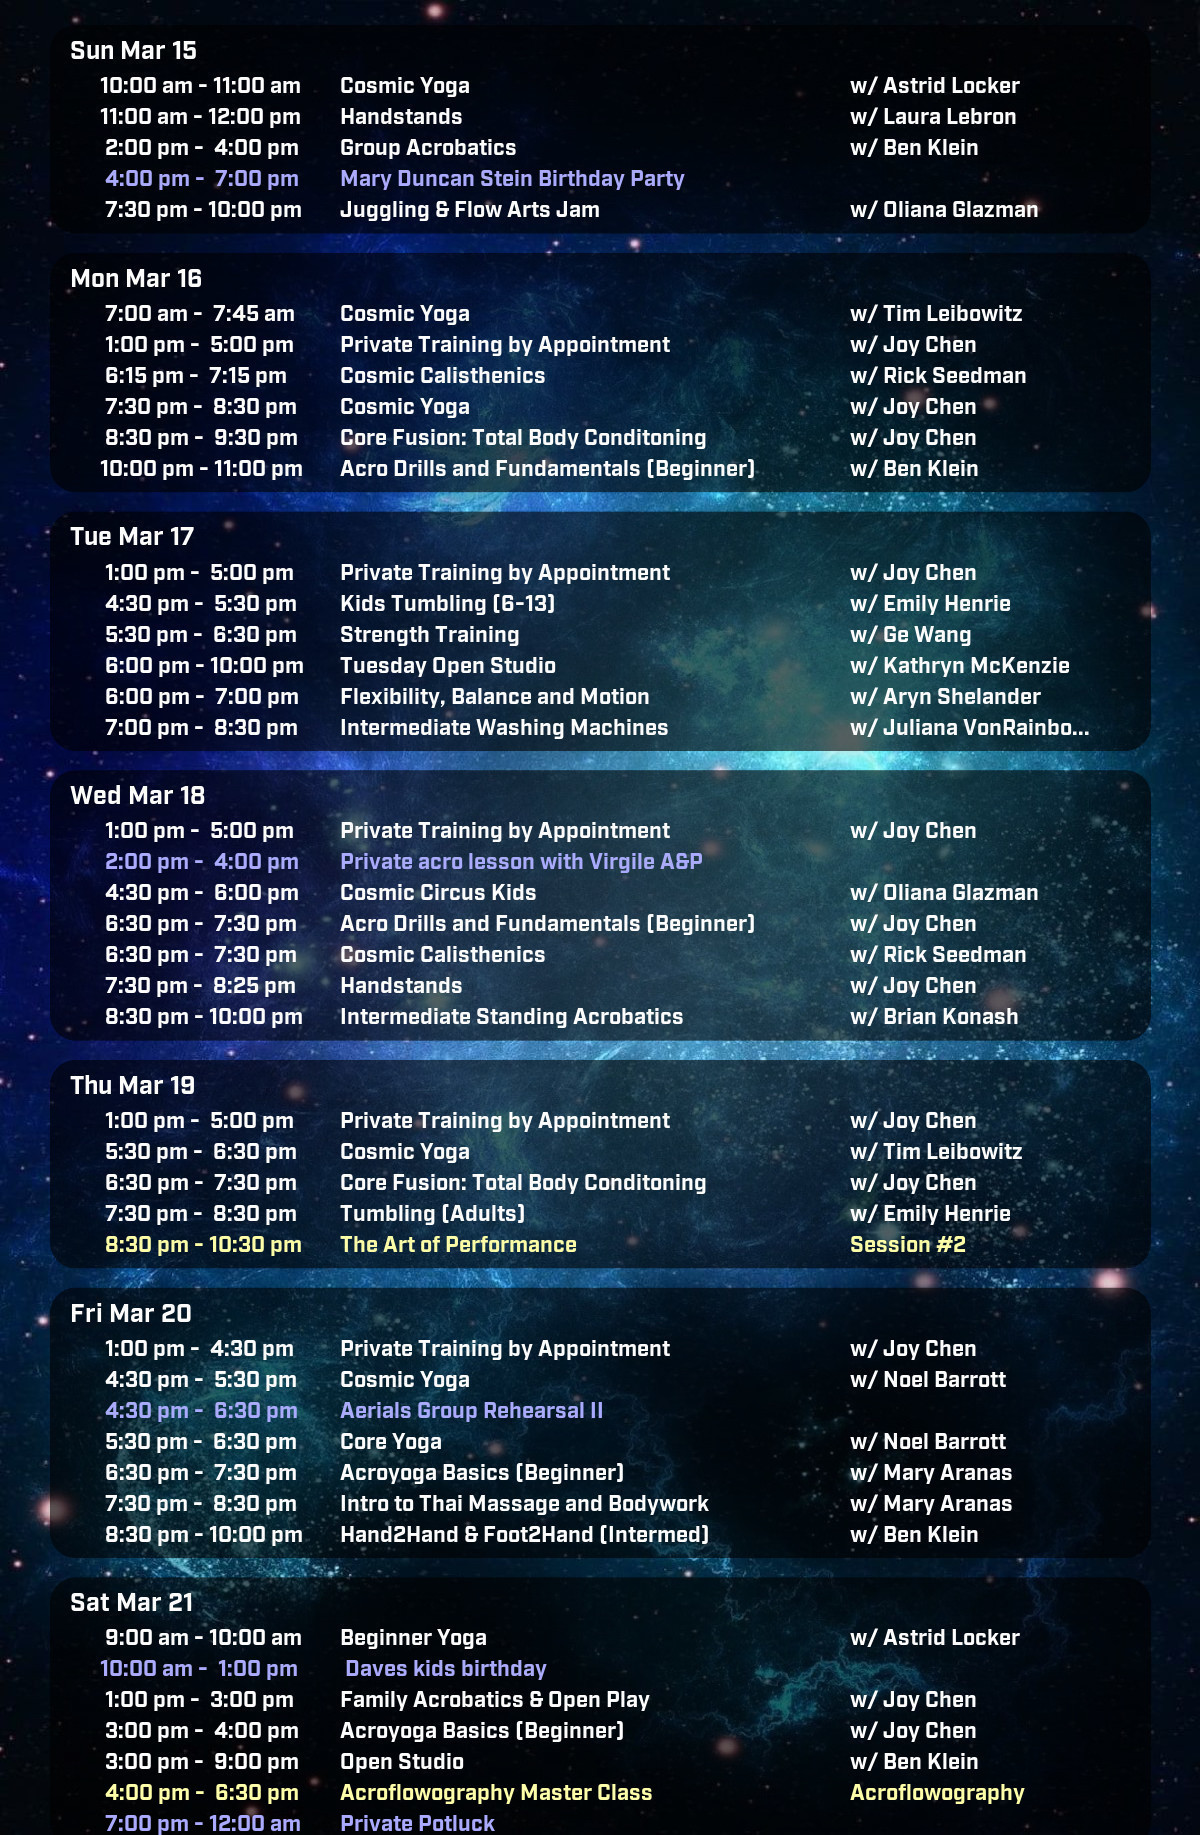 Sun Mar 15
10:00 am - 11:00 am Cosmic Yoga w/ Astrid Locker
11:00 am - 12:00 pm Handstands w/ Laura Lebron
2:00 pm - 4:00 pm Group Acrobatics w/ Ben Klein
4:00 pm - 7:00 pm Mary Duncan Stein Birthday Party
7:30 pm - 10:00 pm Juggling & Flow Arts Jam w/ Oliana Glazman
Mon Mar 16
7:00 am - 7:45 am Cosmic Yoga w/ Tim Leibowitz
1:00 pm - 5:00 pm Private Training by Appointment w/ Joy Chen
6:15 pm - 7:15 pm Cosmic Calisthenics w/ Rick Seedman
7:30 pm - 8:30 pm Cosmic Yoga w/ Joy Chen
8:30 pm - 9:30 pm Core Fusion: Total Body Conditoning w/ Joy Chen
10:00 pm - 11:00 pm Acro Drills and Fundamentals (Beginner) w/ Ben Klein
Tue Mar 17
1:00 pm - 5:00 pm Private Training by Appointment w/ Joy Chen
4:30 pm - 5:30 pm Kids Tumbling (6-13) w/ Emily Henrie
5:30 pm - 6:30 pm Strength Training w/ Ge Wang
6:00 pm - 10:00 pm Tuesday Open Studio w/ Kathryn McKenzie
6:00 pm - 7:00 pm Flexibility, Balance and Motion w/ Aryn Shelander
7:00 pm - 8:30 pm Intermediate Washing Machines w/ Juliana VonRainbo...
Wed Mar 18
1:00 pm - 5:00 pm Private Training by Appointment w/ Joy Chen
2:00 pm - 4:00 pm Private acro lesson with Virgile A&P
4:30 pm - 6:00 pm Cosmic Circus Kids w/ Oliana Glazman
6:30 pm - 7:30 pm Acro Drills and Fundamentals (Beginner) w/ Joy Chen
6:30 pm - 7:30 pm Cosmic Calisthenics w/ Rick Seedman
7:30 pm - 8:25 pm Handstands w/ Joy Chen
8:30 pm - 10:00 pm Intermediate Standing Acrobatics w/ Brian Konash
Thu Mar 19
1:00 pm - 5:00 pm Private Training by Appointment w/ Joy Chen
5:30 pm - 6:30 pm Cosmic Yoga w/ Tim Leibowitz
6:30 pm - 7:30 pm Core Fusion: Total Body Conditoning w/ Joy Chen
7:30 pm - 8:30 pm Tumbling (Adults) w/ Emily Henrie
8:30 pm - 10:30 pm The Art of Performance Session #2
Fri Mar 20
1:00 pm - 4:30 pm Private Training by Appointment w/ Joy Chen
4:30 pm - 5:30 pm Cosmic Yoga w/ Noel Barrott
4:30 pm - 6:30 pm Aerials Group Rehearsal II
5:30 pm - 6:30 pm Core Yoga w/ Noel Barrott
6:30 pm - 7:30 pm Acroyoga Basics (Beginner) w/ Mary Aranas
7:30 pm - 8:30 pm Intro to Thai Massage and Bodywork w/ Mary Aranas
8:30 pm - 10:00 pm Hand2Hand & Foot2Hand (Intermed) w/ Ben Klein
Sat Mar 21
9:00 am - 10:00 am Beginner Yoga w/ Astrid Locker
10:00 am - 1:00 pm Daves kids birthday
1:00 pm - 3:00 pm Family Acrobatics & Open Play w/ Joy Chen
3:00 pm - 4:00 pm Acroyoga Basics (Beginner) w/ Joy Chen
3:00 pm - 9:00 pm Open Studio w/ Ben Klein
4:00 pm - 6:30 pm Acroflowography Master Class Acroflowography
7:00 pm - 12:00 am Private Potluck